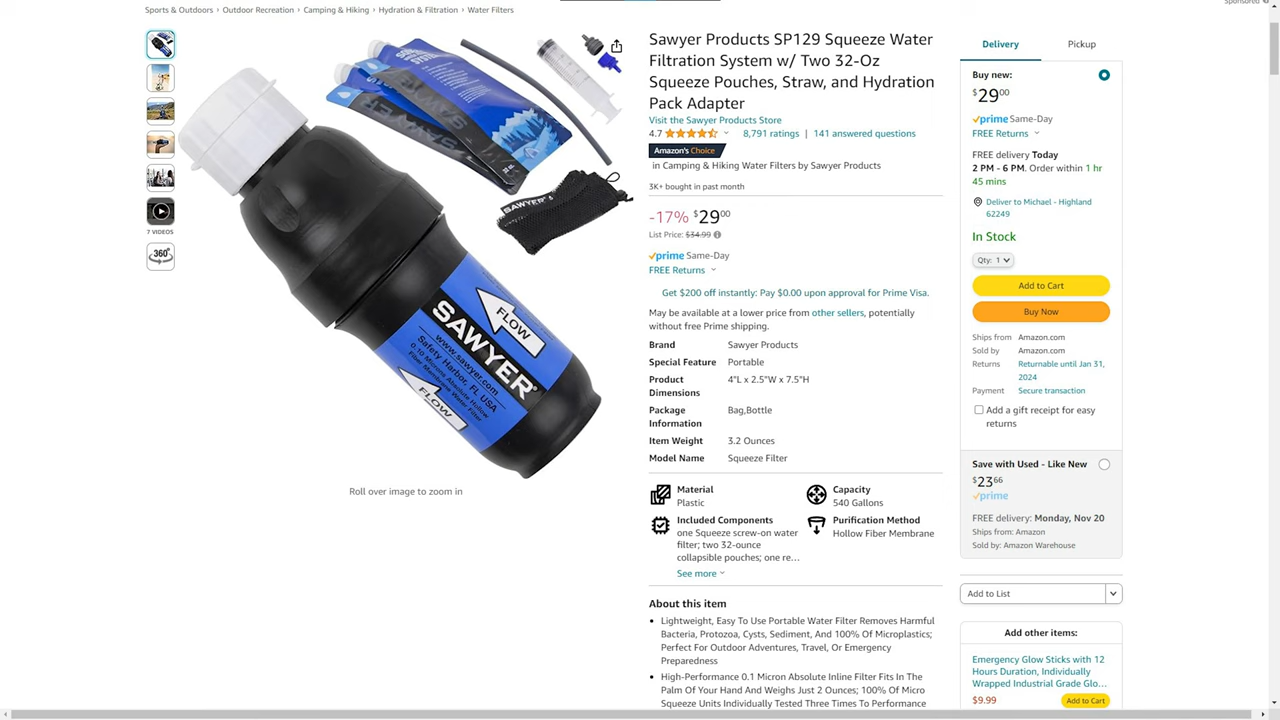 Sponsored
Sports & Outdoors › Outdoor Recreation › Camping & Hiking › Hydration & Filtration › Water Filters
7 VIDEOS
360°
SAWYER
FLOW
SAWYER
www.sawyer.com
Safety Harbor, FL USA
0.10 Micron Absolute Hollow
Fiber Membrane Water Filter
FLOW
Roll over image to zoom in
Sawyer Products SP129 Squeeze Water
Filtration System w/ Two 32-Oz
Squeeze Pouches, Straw, and Hydration
Pack Adapter
Visit the Sawyer Products Store
4.7 8,791 ratings | 141 answered questions
Amazon's Choice
in Camping & Hiking Water Filters by Sawyer Products
3K+ bought in past month
-17% $29 00
List Price: $34.99
prime Same-Day
FREE Returns
Get $200 off instantly: Pay $0.00 upon approval for Prime Visa.
May be available at a lower price from other sellers, potentially
without free Prime shipping.
Brand Sawyer Products
Special Feature Portable
Product Dimensions 4"L x 2.5"W x 7.5"H
Package Information Bag,Bottle
Item Weight 3.2 Ounces
Model Name Squeeze Filter
Material
Plastic
Capacity
540 Gallons
Included Components
one Squeeze screw-on water
filter; two 32-ounce
collapsible pouches; one re...
See more
Purification Method
Hollow Fiber Membrane
About this item
• Lightweight, Easy To Use Portable Water Filter Removes Harmful
Bacteria, Protozoa, Cysts, Sediment, And 100% Of Microplastics;
Perfect For Outdoor Adventures, Travel, Or Emergency
Preparedness
• High-Performance 0.1 Micron Absolute Inline Filter Fits In The
Palm Of Your Hand And Weighs Just 2 Ounces; 100% Of Micro
Squeeze Units Individually Tested Three Times To Performance
Delivery Pickup
Buy new:
$29 00
prime Same-Day
FREE Returns
FREE delivery Today
2 PM - 6 PM. Order within 1 hr
45 mins
Deliver to Michael - Highland
62249
In Stock
Qty: 1
Add to Cart
Buy Now
Ships from Amazon.com
Sold by Amazon.com
Returns Returnable until Jan 31,
2024
Payment Secure transaction
Add a gift receipt for easy
returns
Save with Used - Like New
$23 66
prime
FREE delivery: Monday, Nov 20
Ships from: Amazon
Sold by: Amazon Warehouse
Add to List
Add other items:
Emergency Glow Sticks with 12
Hours Duration, Individually
Wrapped Industrial Grade Glo...
$9.99 Add to Cart